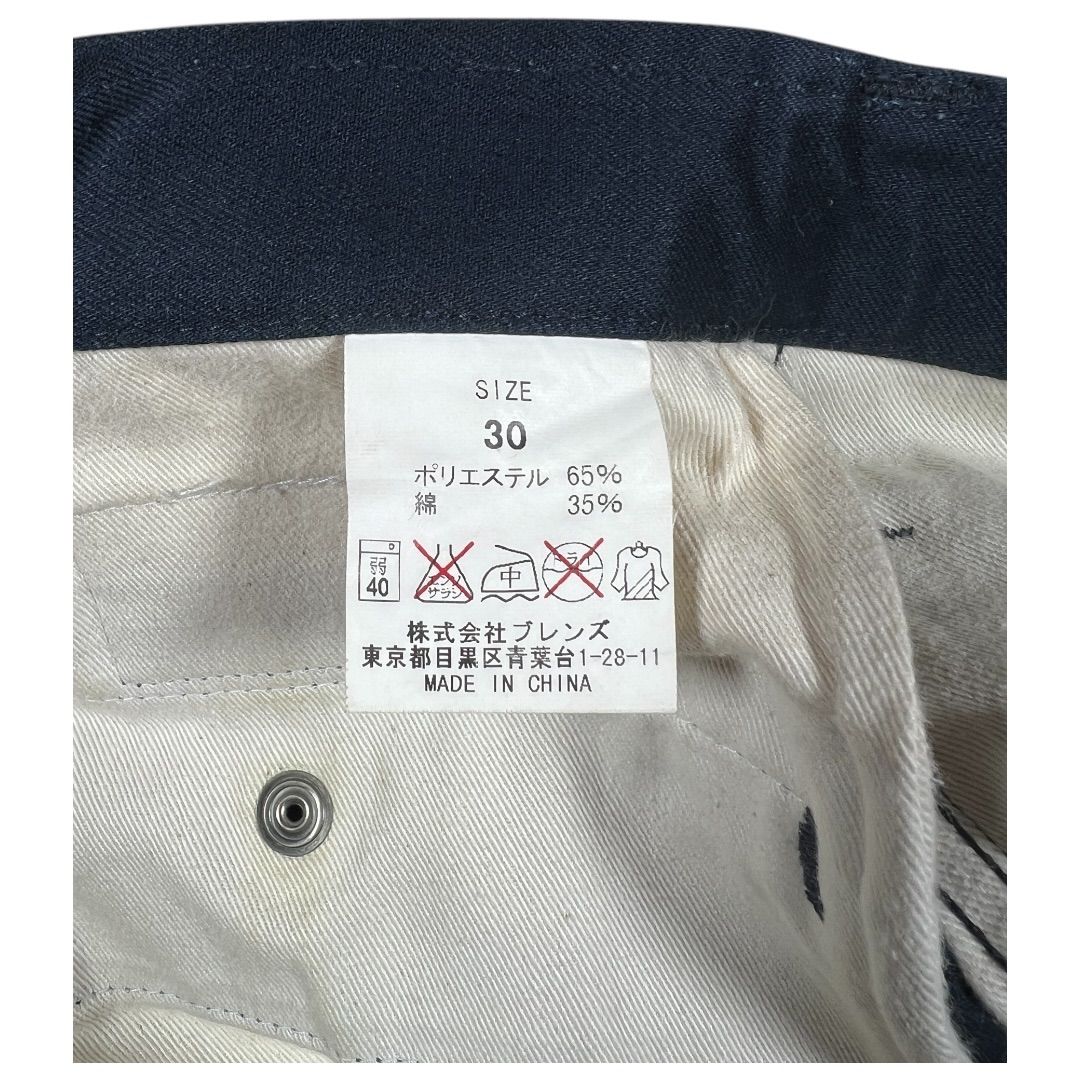 SIZE
30
ポリエステル 65%
綿 35%
弱 40 エンソサラシ 中 ドライ
株式会社ブレンズ
東京都目黒区青葉台1-28-11
MADE IN CHINA